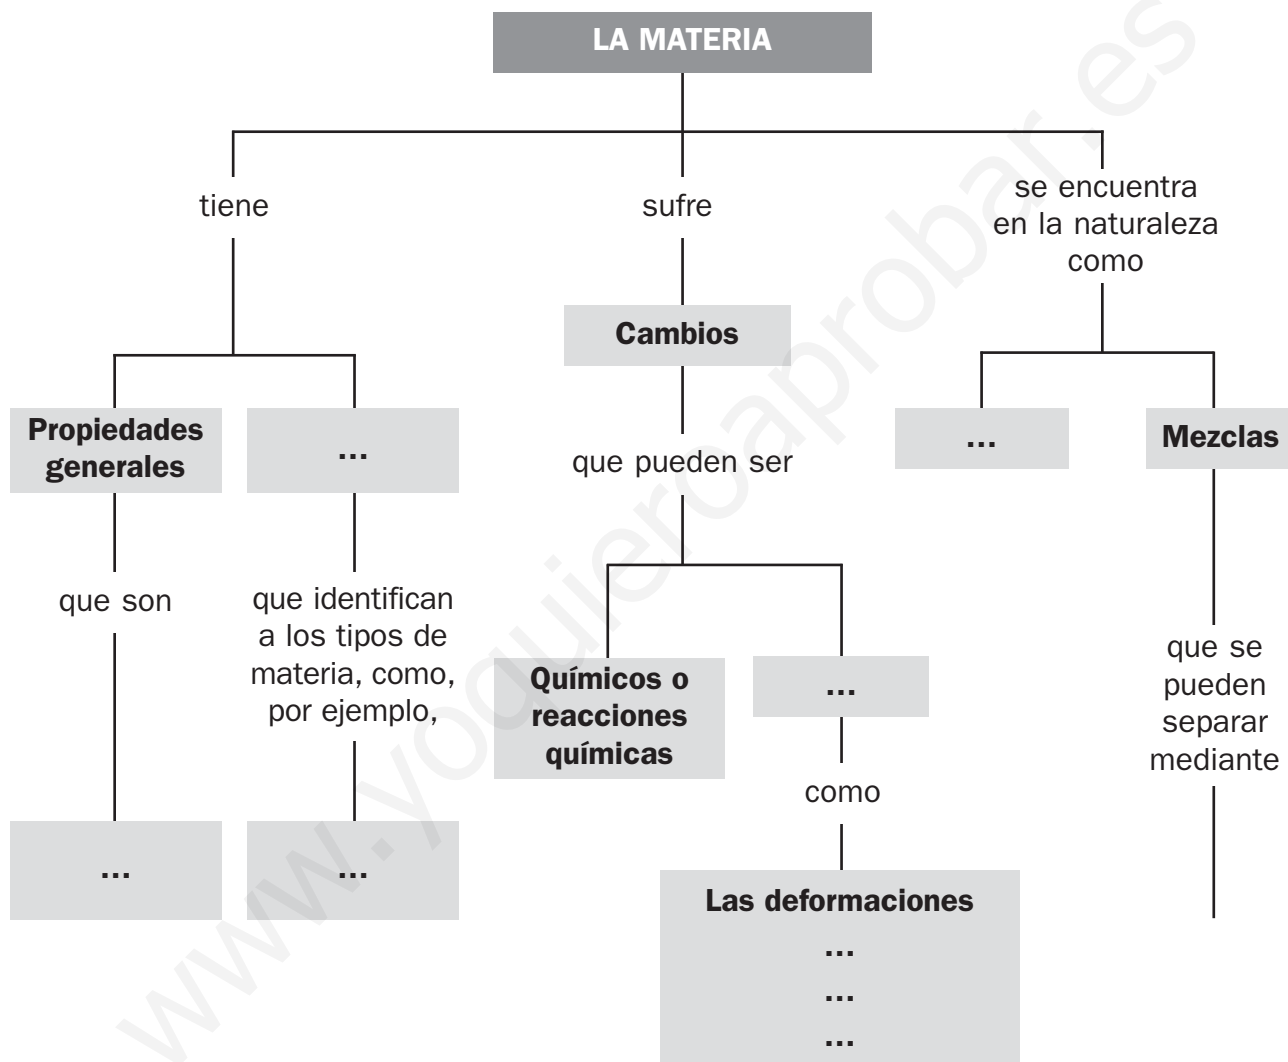 LA MATERIA
tiene
sufre
se encuentra
en la naturaleza
como
Cambios
Propiedades
generales
...
...
Mezclas
que pueden ser
que son
que identifican
a los tipos de
materia, como,
por ejemplo,
Químicos o
reacciones
químicas
...
que se
pueden
separar
mediante
como
...
...
Las deformaciones
...
...
...
www.yoquieroaprobar.es